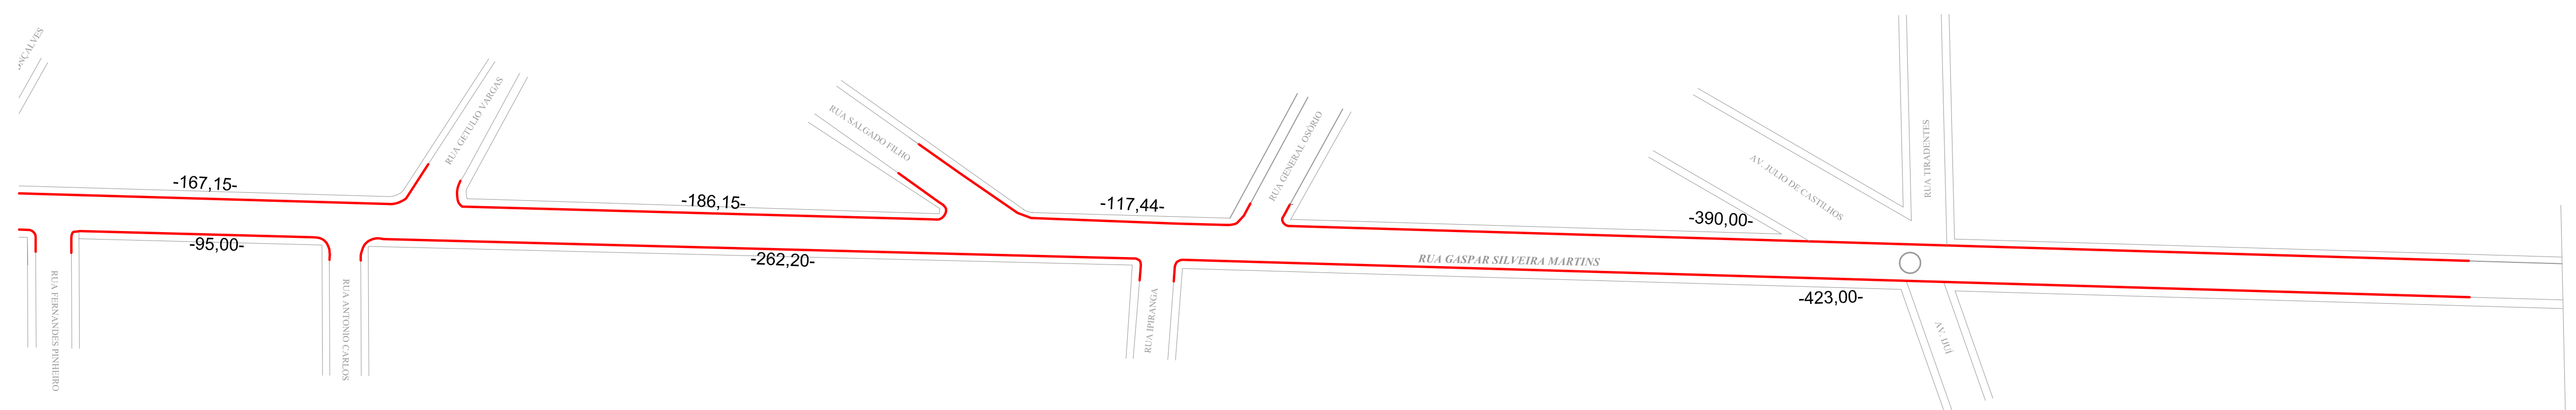 RUA GETULIO VARGAS
RUA SALGADO FILHO
RUA GENERAL OSÓRIO
AV. JULIO DE CASTILHOS
RUA TIRADENTES
-167,15-
-186,15-
-117,44-
-390,00-
-95,00-
-262,20-
RUA GASPAR SILVEIRA MARTINS
-423,00-
RUA FERNANDES PINHEIRO
RUA ANTONIO CARLOS
RUA IPIRANGA
AV. IJUÍ